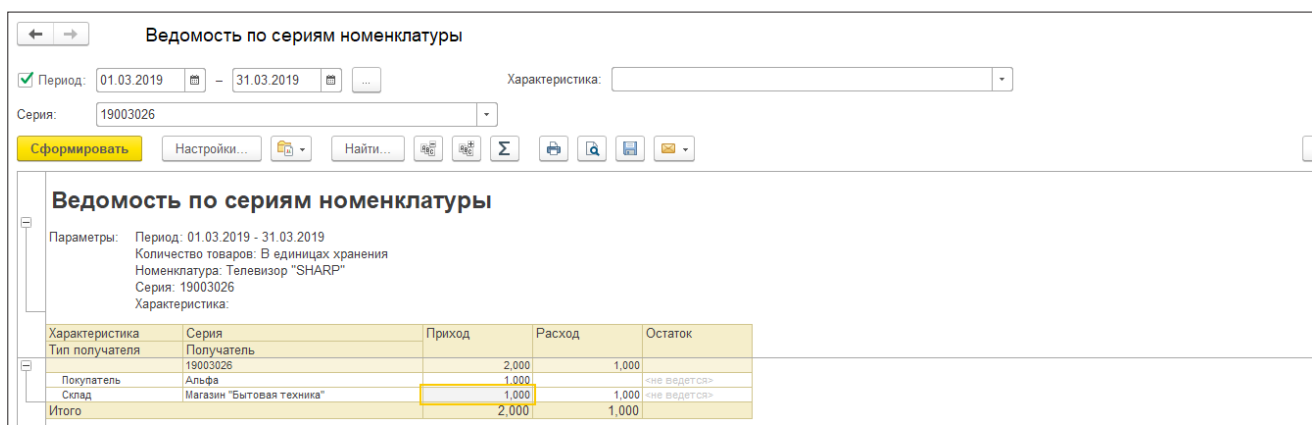 Ведомость по сериям номенклатуры
Период: 01.03.2019 – 31.03.2019 ... Характеристика:
Серия: 19003026
Сформировать Настройки... Найти...
Ведомость по сериям номенклатуры
Параметры: Период: 01.03.2019 - 31.03.2019
Количество товаров: В единицах хранения
Номенклатура: Телевизор "SHARP"
Серия: 19003026
Характеристика:
Характеристика Серия Приход Расход Остаток
Тип получателя Получатель
19003026 2,000 1,000
Покупатель Альфа 1,000 <не ведется>
Склад Магазин "Бытовая техника" 1,000 1,000 <не ведется>
Итого 2,000 1,000